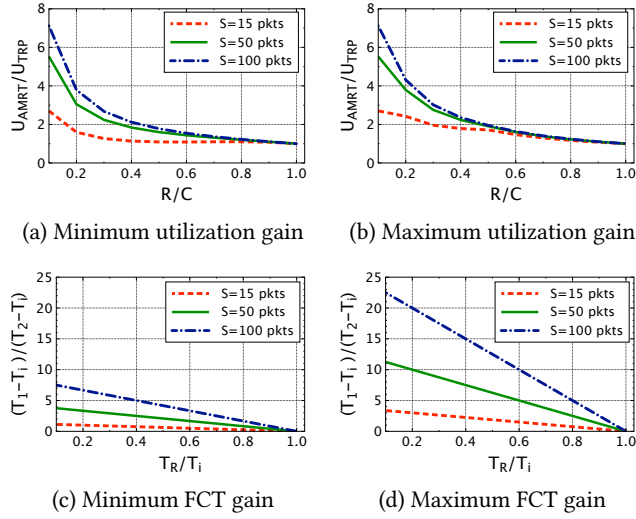 8
6
4
2
0
U_AMRT/U_TRP
S=15 pkts
S=50 pkts
S=100 pkts
0.2 0.4 0.6 0.8 1.0
R/C
(a) Minimum utilization gain
8
6
4
2
0
U_AMRT/U_TRP
S=15 pkts
S=50 pkts
S=100 pkts
0.2 0.4 0.6 0.8 1.0
R/C
(b) Maximum utilization gain
25
20
15
10
5
0
(T_1−T_i)/(T_2−T_i)
S=15 pkts
S=50 pkts
S=100 pkts
0.2 0.4 0.6 0.8 1.0
T_R/T_i
(c) Minimum FCT gain
25
20
15
10
5
0
(T_1−T_i)/(T_2−T_i)
S=15 pkts
S=50 pkts
S=100 pkts
0.2 0.4 0.6 0.8 1.0
T_R/T_i
(d) Maximum FCT gain